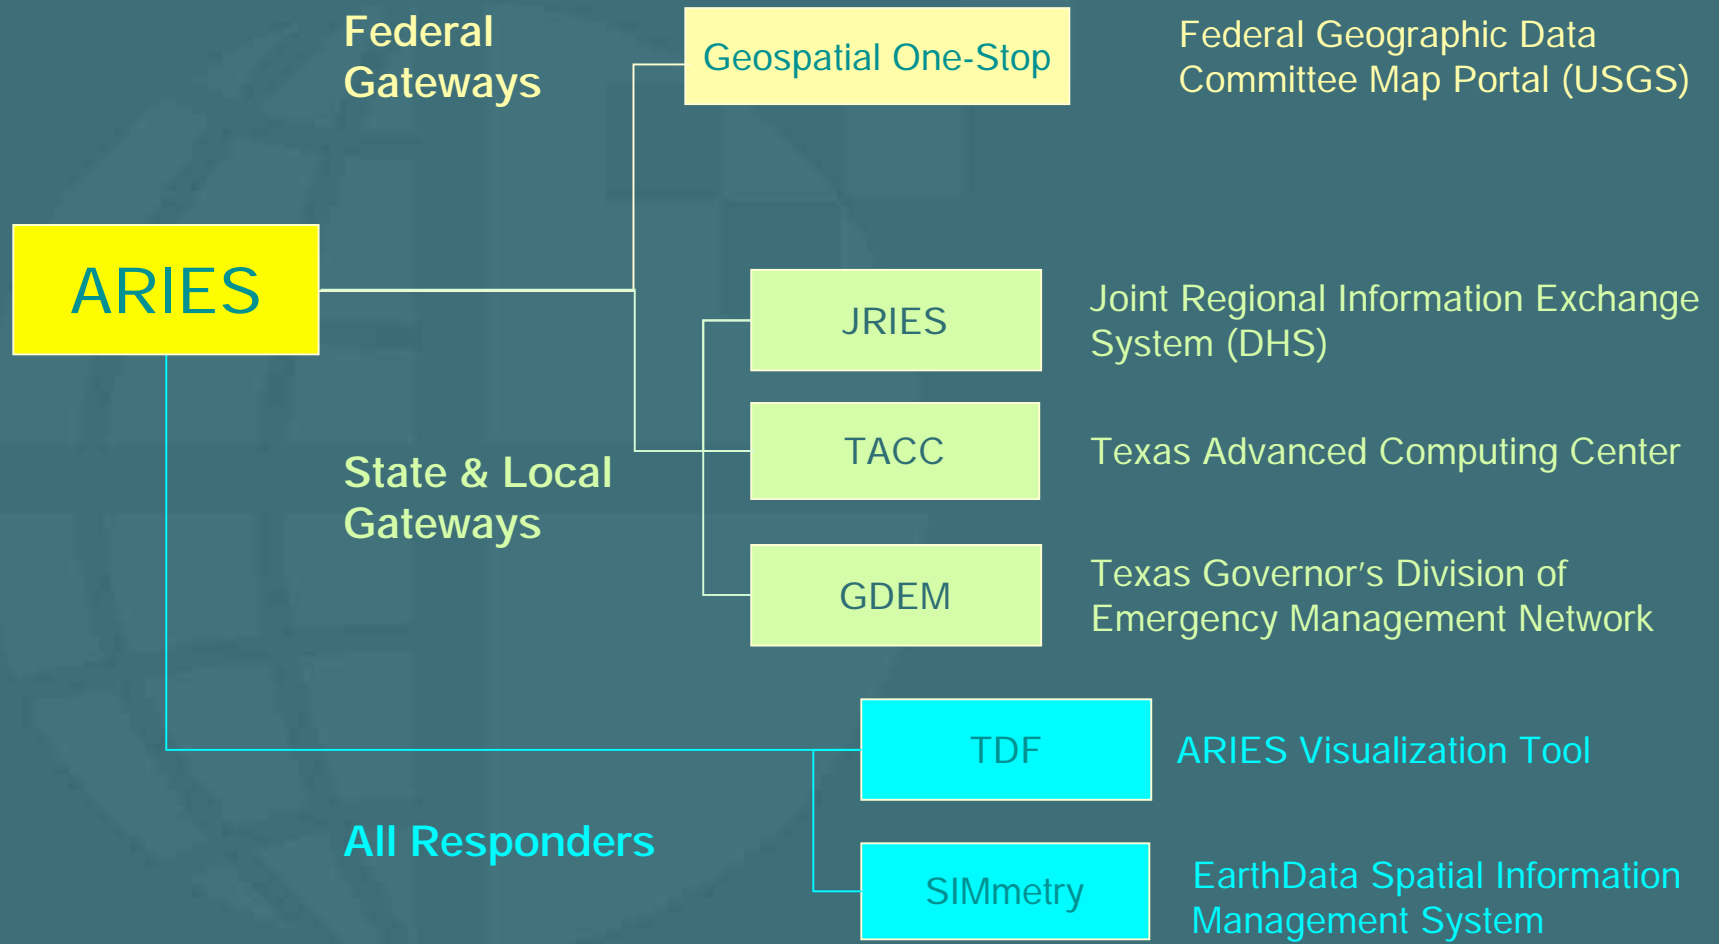 Federal
Gateways
Geospatial One-Stop
Federal Geographic Data
Committee Map Portal (USGS)
ARIES
JRIES
Joint Regional Information Exchange
System (DHS)
TACC
Texas Advanced Computing Center
State & Local
Gateways
GDEM
Texas Governor’s Division of
Emergency Management Network
TDF
ARIES Visualization Tool
All Responders
SIMmetry
EarthData Spatial Information
Management System